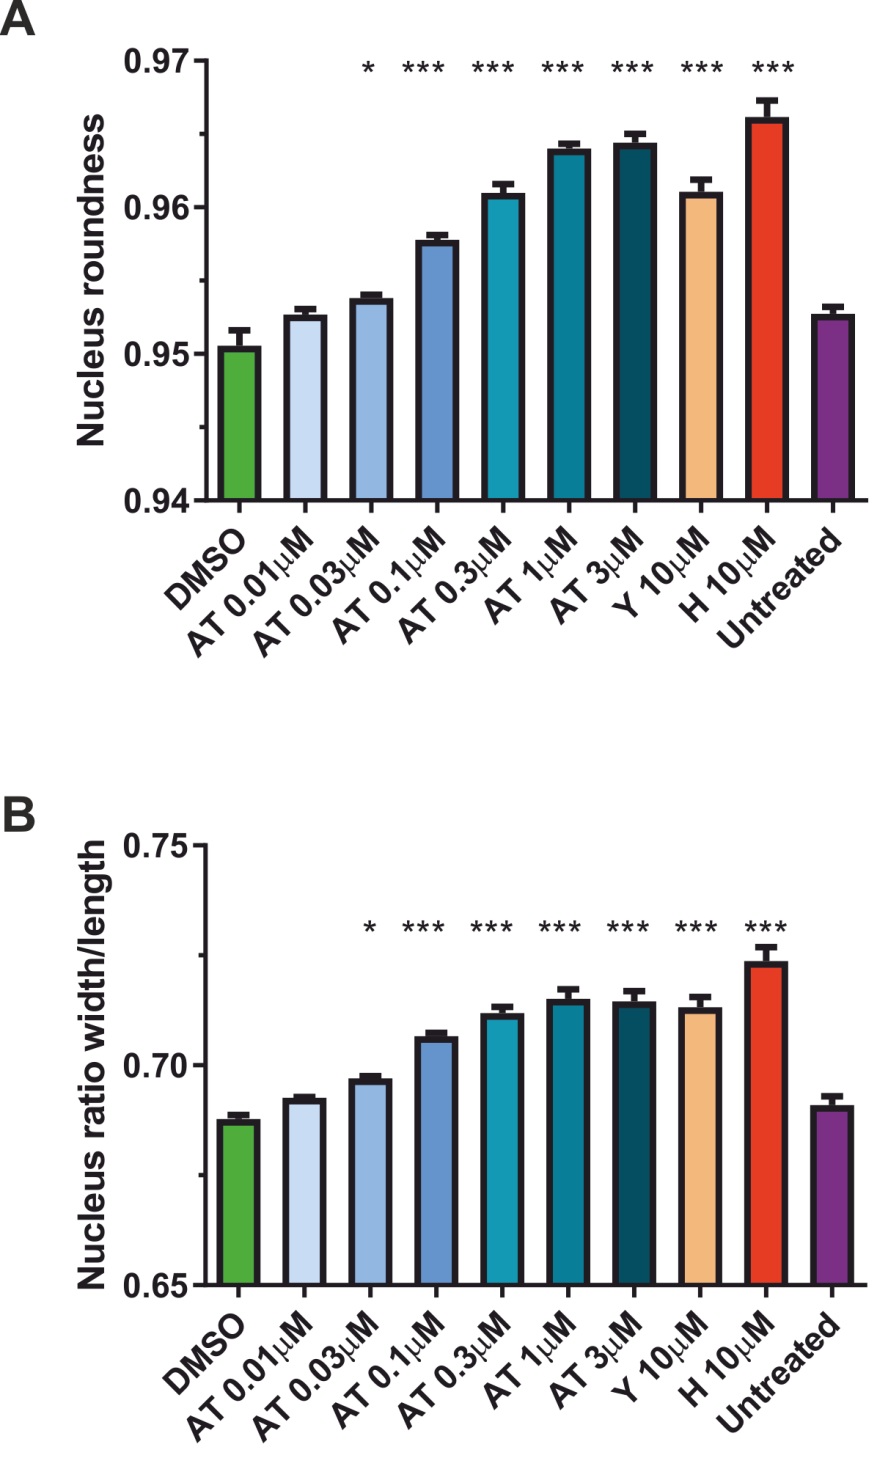 A
Nucleus roundness
0.97
0.96
0.95
0.94
* *** *** *** *** *** ***
DMSO
AT 0.01μM
AT 0.03μM
AT 0.1μM
AT 0.3μM
AT 1μM
AT 3μM
Y 10μM
H 10μM
Untreated
B
Nucleus ratio width/length
0.75
0.70
0.65
* *** *** *** *** *** ***
DMSO
AT 0.01μM
AT 0.03μM
AT 0.1μM
AT 0.3μM
AT 1μM
AT 3μM
Y 10μM
H 10μM
Untreated